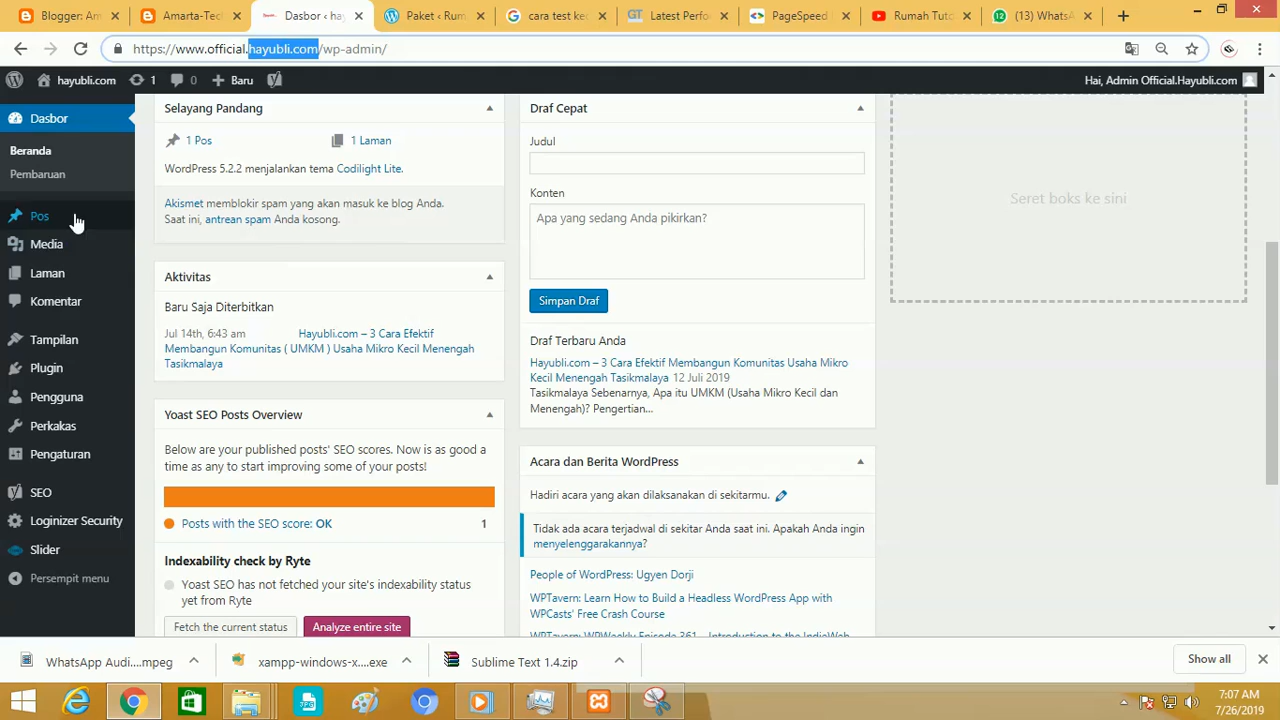 Blogger: Am
Amarta-Tec
Dasbor < hay
Paket ‹ Rum
cara test kec
Latest Perfo
PageSpeed
Rumah Tuto
(13) WhatsA
https://www.official.hayubli.com/wp-admin/
hayubli.com
1
0
Baru
Hai, Admin Official.Hayubli.com
Dasbor
Beranda
Pembaruan
Pos
Media
Laman
Komentar
Tampilan
Plugin
Pengguna
Perkakas
Pengaturan
SEO
Loginizer Security
Slider
Persempit menu
Selayang Pandang
1 Pos
1 Laman
WordPress 5.2.2 menjalankan tema Codilight Lite.
Akismet memblokir spam yang akan masuk ke blog Anda.
Saat ini, antrean spam Anda kosong.
Aktivitas
Baru Saja Diterbitkan
Jul 14th, 6:43 am
Hayubli.com – 3 Cara Efektif
Membangun Komunitas ( UMKM ) Usaha Mikro Kecil Menengah
Tasikmalaya
Yoast SEO Posts Overview
Below are your published posts' SEO scores. Now is as good a
time as any to start improving some of your posts!
Posts with the SEO score: OK
1
Indexability check by Ryte
Yoast SEO has not fetched your site's indexability status
yet from Ryte
Fetch the current status
Analyze entire site
Draf Cepat
Judul
Konten
Apa yang sedang Anda pikirkan?
Simpan Draf
Draf Terbaru Anda
Hayubli.com – 3 Cara Efektif Membangun Komunitas Usaha Mikro
Kecil Menengah Tasikmalaya 12 Juli 2019
Tasikmalaya Sebenarnya, Apa itu UMKM (Usaha Mikro Kecil dan
Menengah)? Pengertian…
Acara dan Berita WordPress
Hadiri acara yang akan dilaksanakan di sekitarmu.
Tidak ada acara terjadwal di sekitar Anda saat ini. Apakah Anda ingin
menyelenggarakannya?
People of WordPress: Ugyen Dorji
WPTavern: Learn How to Build a Headless WordPress App with
WPCasts' Free Crash Course
WPTavern: WPWeekly Episode 361 – Introduction to the IndieWeb
Seret boks ke sini
WhatsApp Audi....mpeg
xampp-windows-x....exe
Sublime Text 1.4.zip
Show all
7:07 AM
7/26/2019